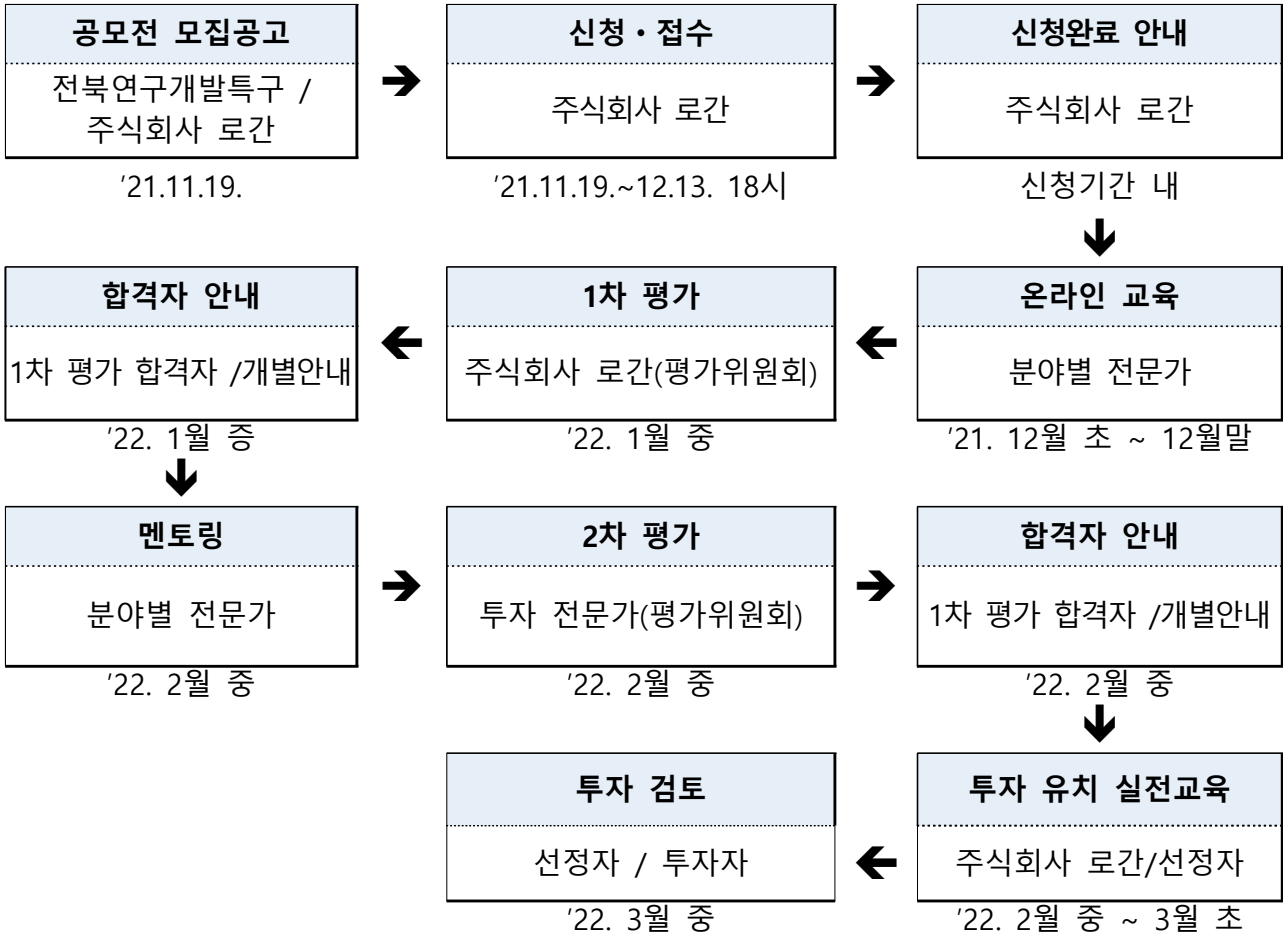 공모전 모집공고
전북연구개발특구 /
주식회사 로간
'21.11.19.
신청・접수
주식회사 로간
'21.11.19.~12.13. 18시
신청완료 안내
주식회사 로간
신청기간 내
온라인 교육
분야별 전문가
'21. 12월 초 ~ 12월말
1차 평가
주식회사 로간(평가위원회)
'22. 1월 중
합격자 안내
1차 평가 합격자 /개별안내
'22. 1월 증
멘토링
분야별 전문가
'22. 2월 중
2차 평가
투자 전문가(평가위원회)
'22. 2월 중
합격자 안내
1차 평가 합격자 /개별안내
'22. 2월 중
투자 유치 실전교육
주식회사 로간/선정자
'22. 2월 중 ~ 3월 초
투자 검토
선정자 / 투자자
'22. 3월 중